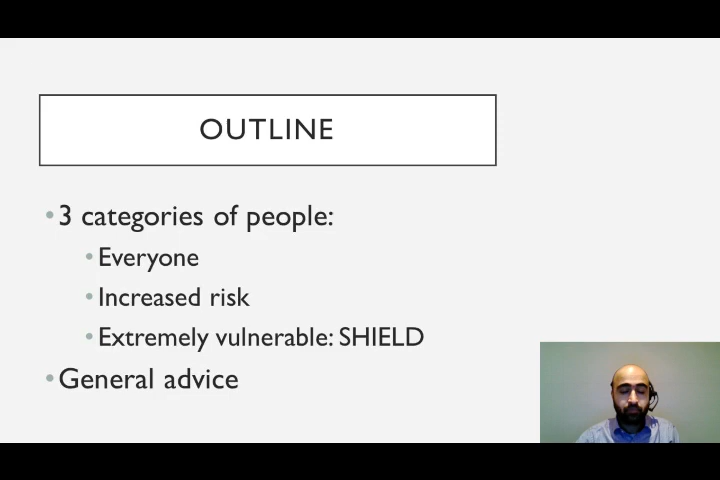 OUTLINE
•3 categories of people:
•Everyone
•Increased risk
•Extremely vulnerable: SHIELD
•General advice